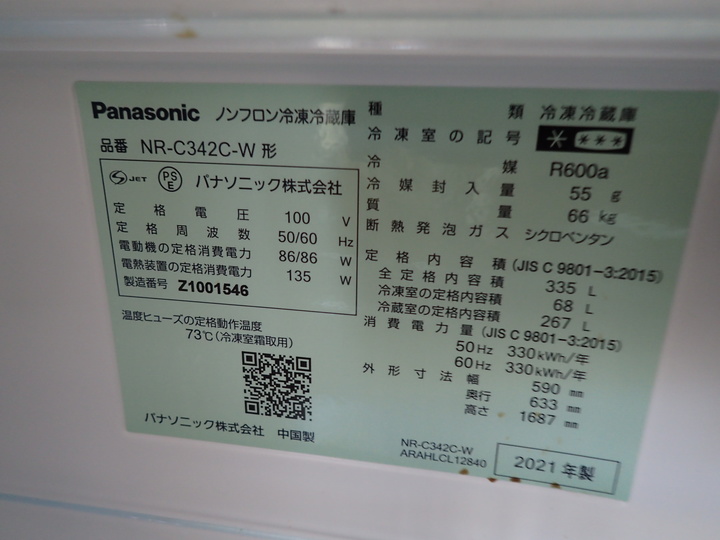 Panasonic ノンフロン冷凍冷蔵庫
品番 NR-C342C-W 形
S JET PSE パナソニック株式会社
定格電圧 100 V
定格周波数 50/60 Hz
電動機の定格消費電力 86/86 W
電熱装置の定格消費電力 135 W
製造番号 Z1001546
温度ヒューズの定格動作温度
73℃(冷凍室霜取用)
パナソニック株式会社 中国製
種類 冷凍冷蔵庫
冷凍室の記号 * ***
冷媒 R600a
冷媒封入量 55 g
質量 66 kg
断熱発泡ガス シクロペンタン
定格内容積 (JIS C 9801-3:2015)
全定格内容積 335 L
冷凍室の定格内容積 68 L
冷蔵室の定格内容積 267 L
消費電力量 (JIS C 9801-3:2015)
50Hz 330kWh/年
60Hz 330kWh/年
外形寸法 幅 590 mm
奥行 633 mm
高さ 1687 mm
NR-C342C-W
ARAHLCL12840
2021年製